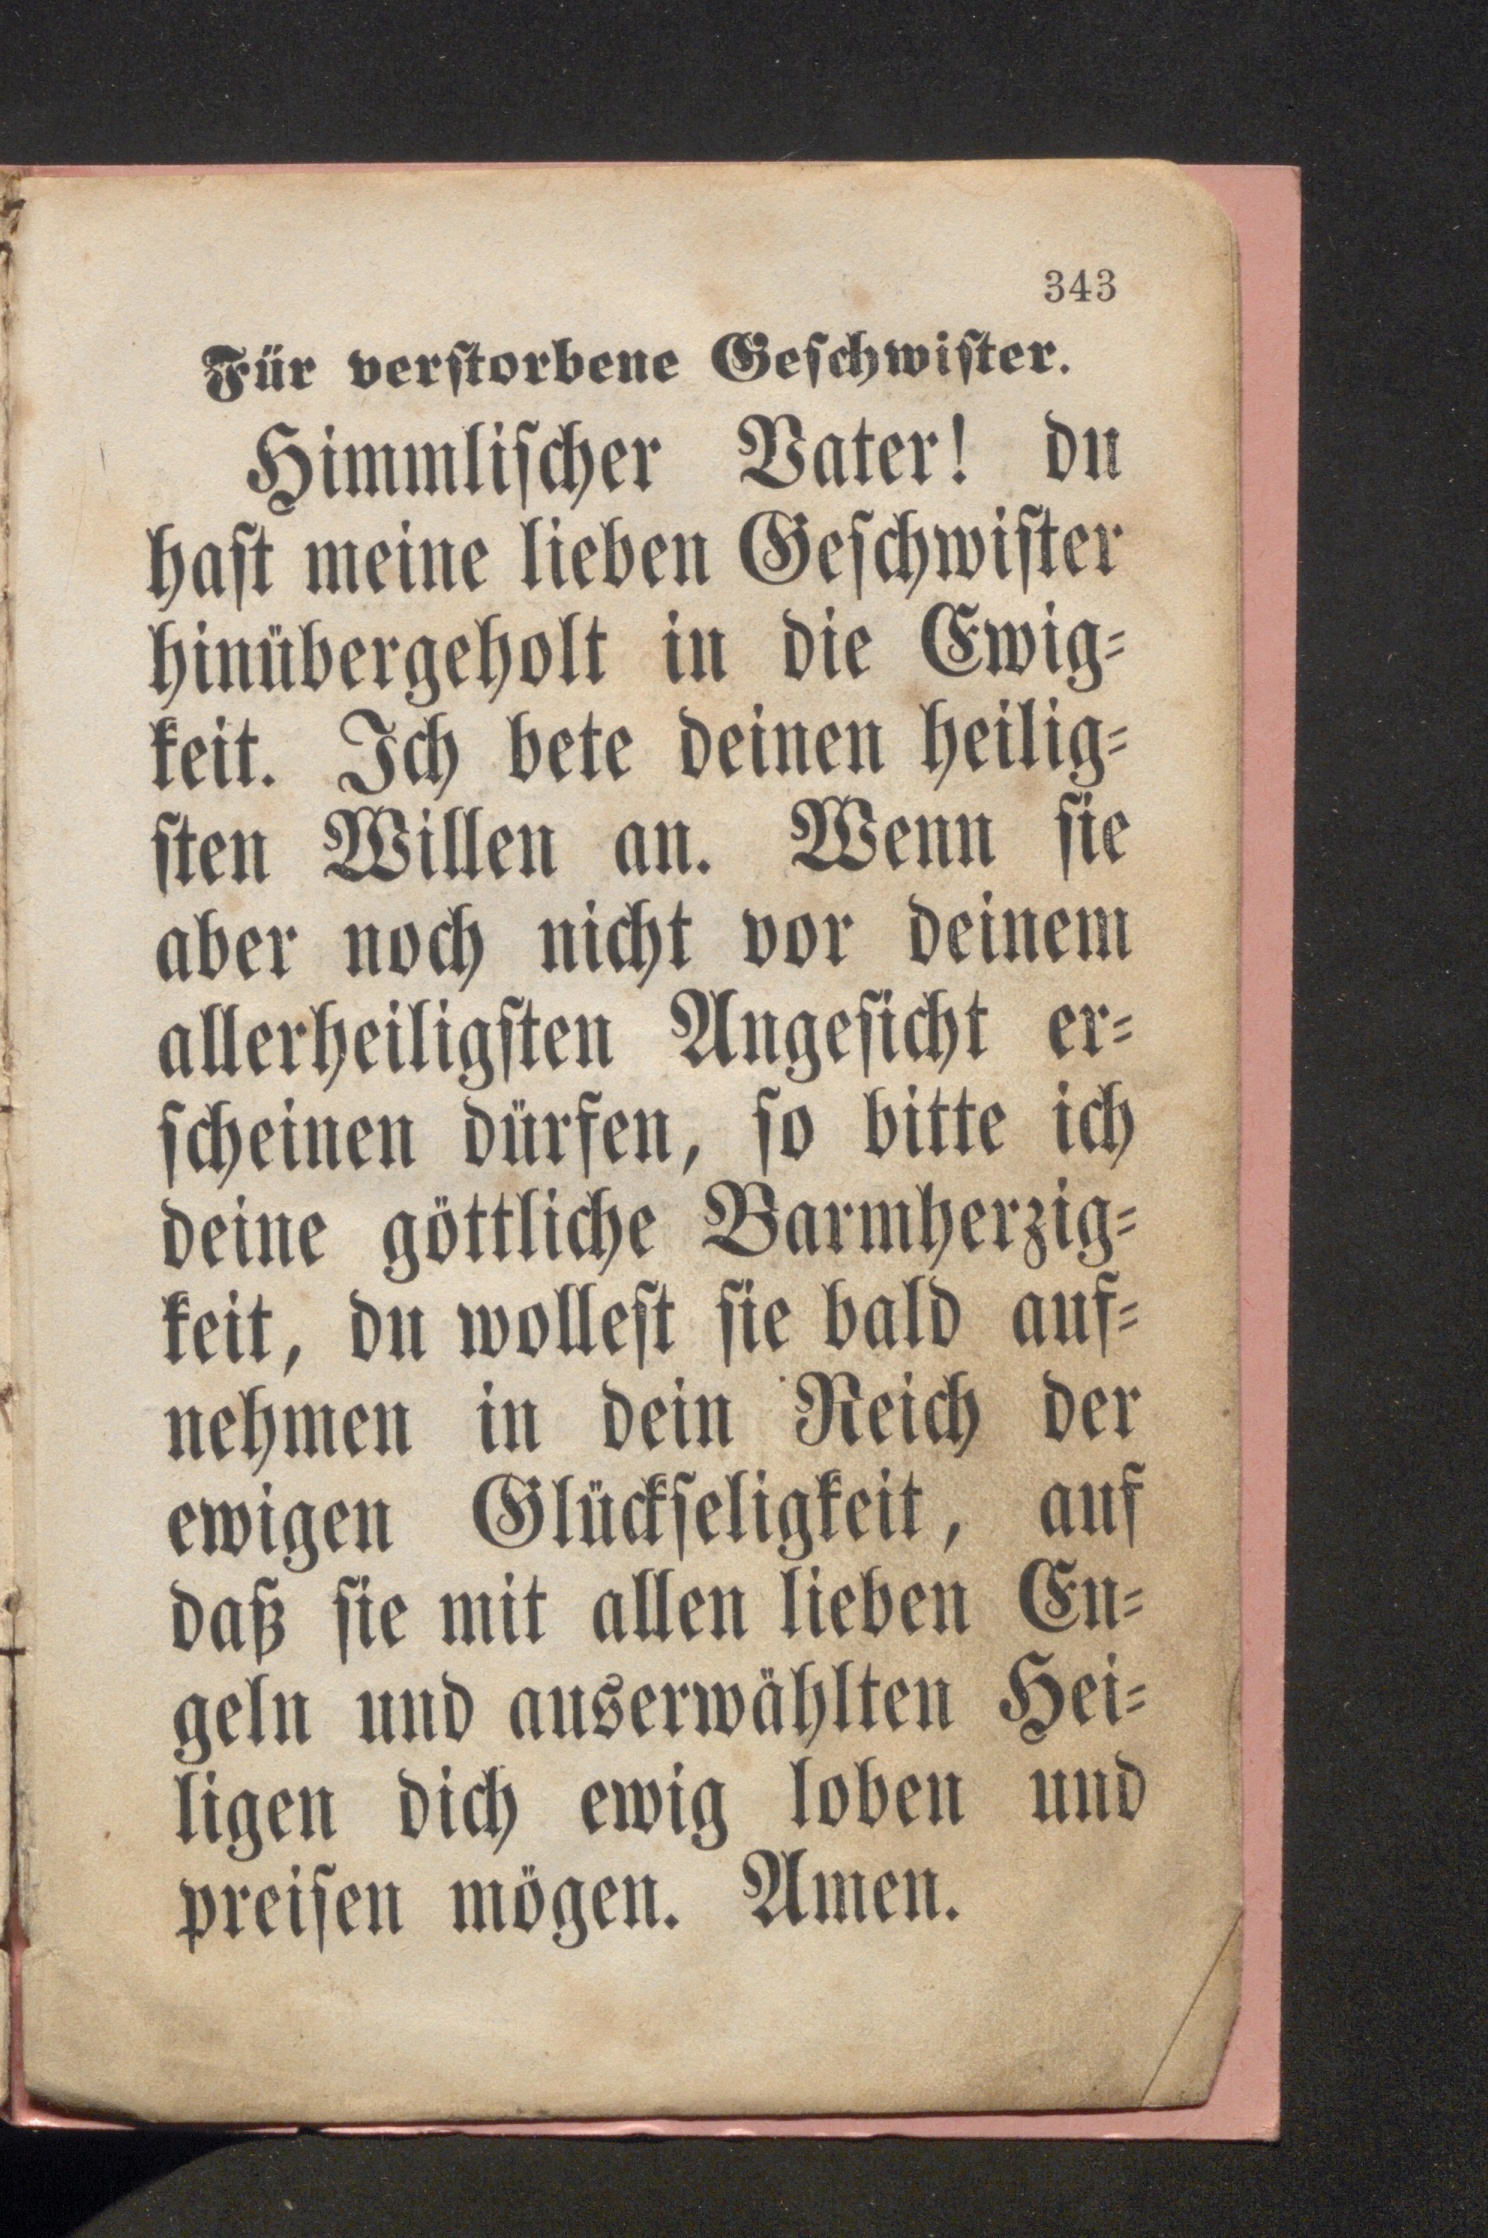 343
Für verſtorbene Geſchwiſter.
Himmliſcher Vater! du
haſt meine lieben Geſchwiſter
hinübergeholt in die Ewig⸗
keit. Ich bete deinen heilig⸗
ſten Willen an. Wenn ſie
aber noch nicht vor deinem
allerheiligſten Angeſicht er⸗
ſcheinen dürfen, ſo bitte ich
deine göttliche Barmherzig⸗
keit, du wolleſt ſie bald auf⸗
nehmen in dein Reich der
ewigen Glückſeligkeit, auf
daß ſie mit allen lieben En⸗
geln und auserwählten Hei⸗
ligen dich ewig loben und
preiſen mögen. Amen.